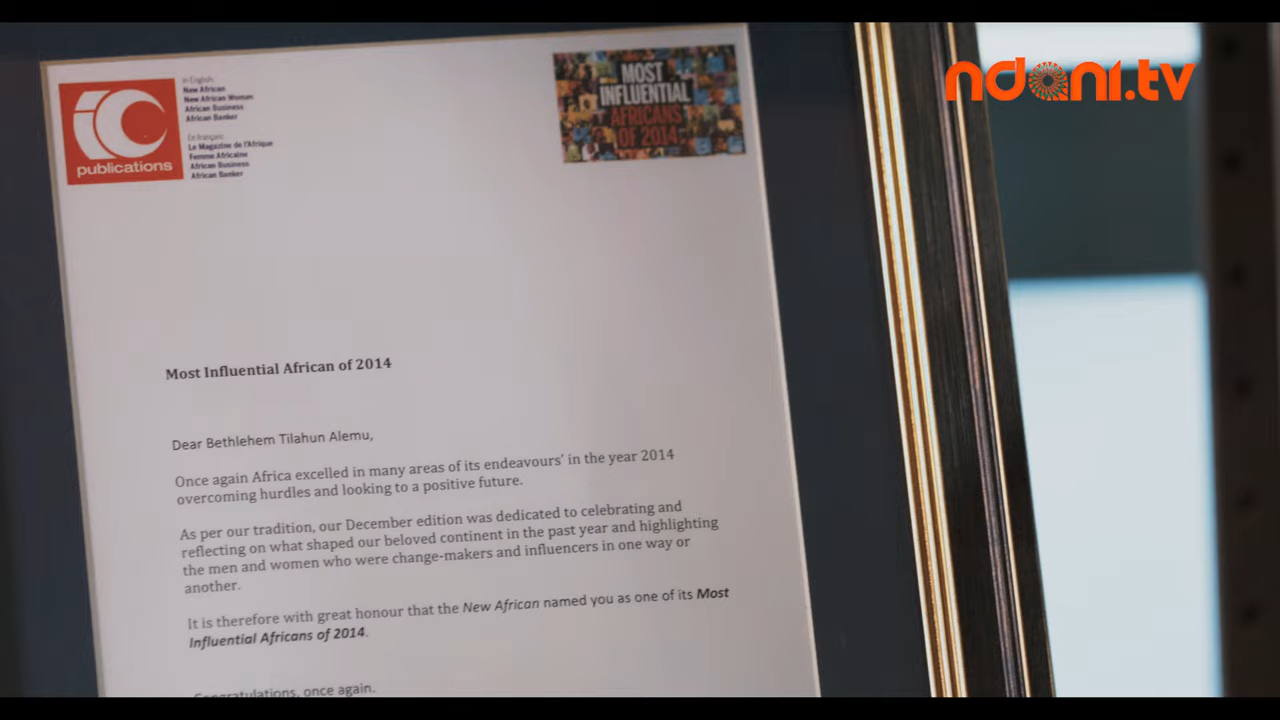 ndani.tv
IC
publications
In English
New African
New African Woman
African Business
African Banker
En français
Le Magazine de l'Afrique
Femme Africaine
African Business
African Banker
MOST
INFLUENTIAL
AFRICANS
OF 2014
Most Influential African of 2014
Dear Bethlehem Tilahun Alemu,
Once again Africa excelled in many areas of its endeavours' in the year 2014
overcoming hurdles and looking to a positive future.
As per our tradition, our December edition was dedicated to celebrating and
reflecting on what shaped our beloved continent in the past year and highlighting
the men and women who were change-makers and influencers in one way or
another.
It is therefore with great honour that the New African named you as one of its Most
Influential Africans of 2014.
Congratulations, once again.